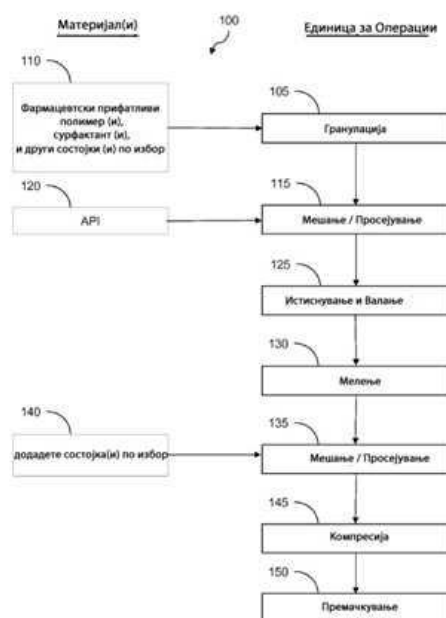 Материјал(и)
100
Единица за Операции
110
Фармацевтски прифатливи
полимер (и),
сурфактант (и),
и други состојки (и) по избор
105
Гранулација
120
API
115
Мешање / Просејување
125
Истиснување и Валање
130
Мелење
140
додадете состојка(и) по избор
135
Мешање / Просејување
145
Компресија
150
Премачкување